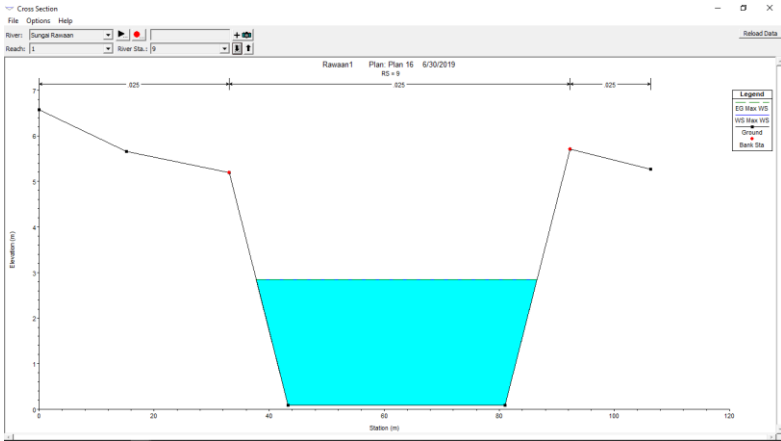 Cross Section
File Options Help
River: Sungai Rawaan
Reload Data
Reach: 1 River Sta.: 9
Rawaan1 Plan: Plan 16 6/30/2019
RS = 9
.025 .025 .025
Legend
EG Max WS
WS Max WS
Ground
Bank Sta
7
6
5
4
3
2
1
0
Elevation (m)
0 20 40 60 80 100 120
Station (m)